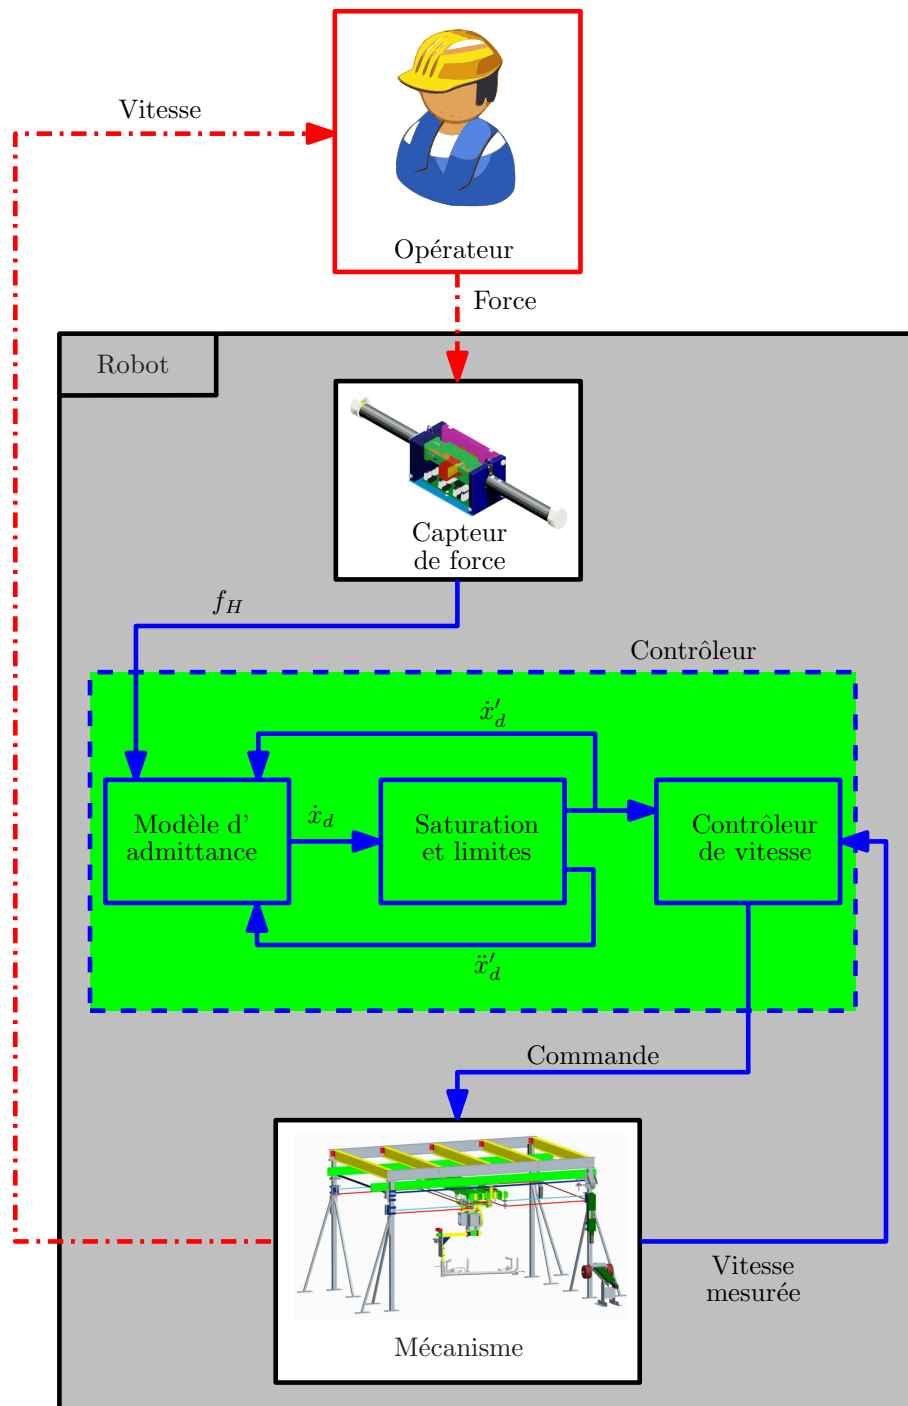 Vitesse
Opérateur
Force
Robot
Capteur
de force
f_H
Contrôleur
ẋ′_d
Modèle d'
admittance
ẋ_d
Saturation
et limites
Contrôleur
de vitesse
ẍ′_d
Commande
Vitesse
mesurée
Mécanisme